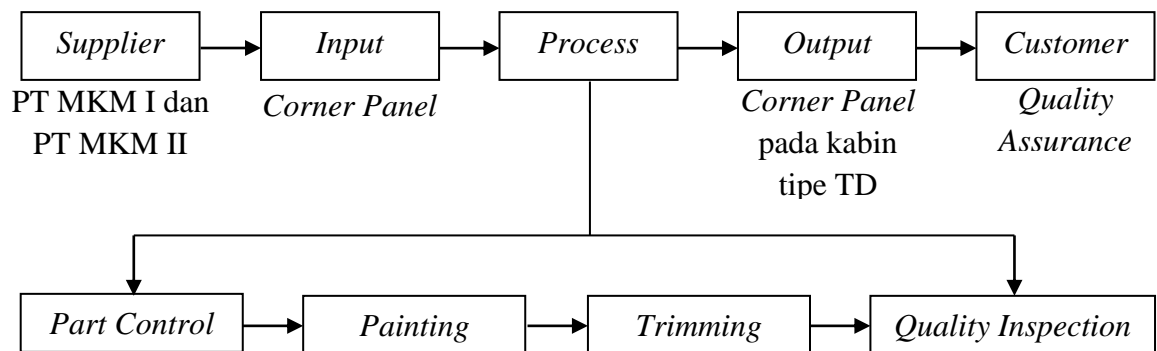 Supplier Input Process Output Customer
PT MKM I dan
PT MKM II
Corner Panel
Corner Panel
pada kabin
tipe TD
Quality
Assurance
Part Control Painting Trimming Quality Inspection